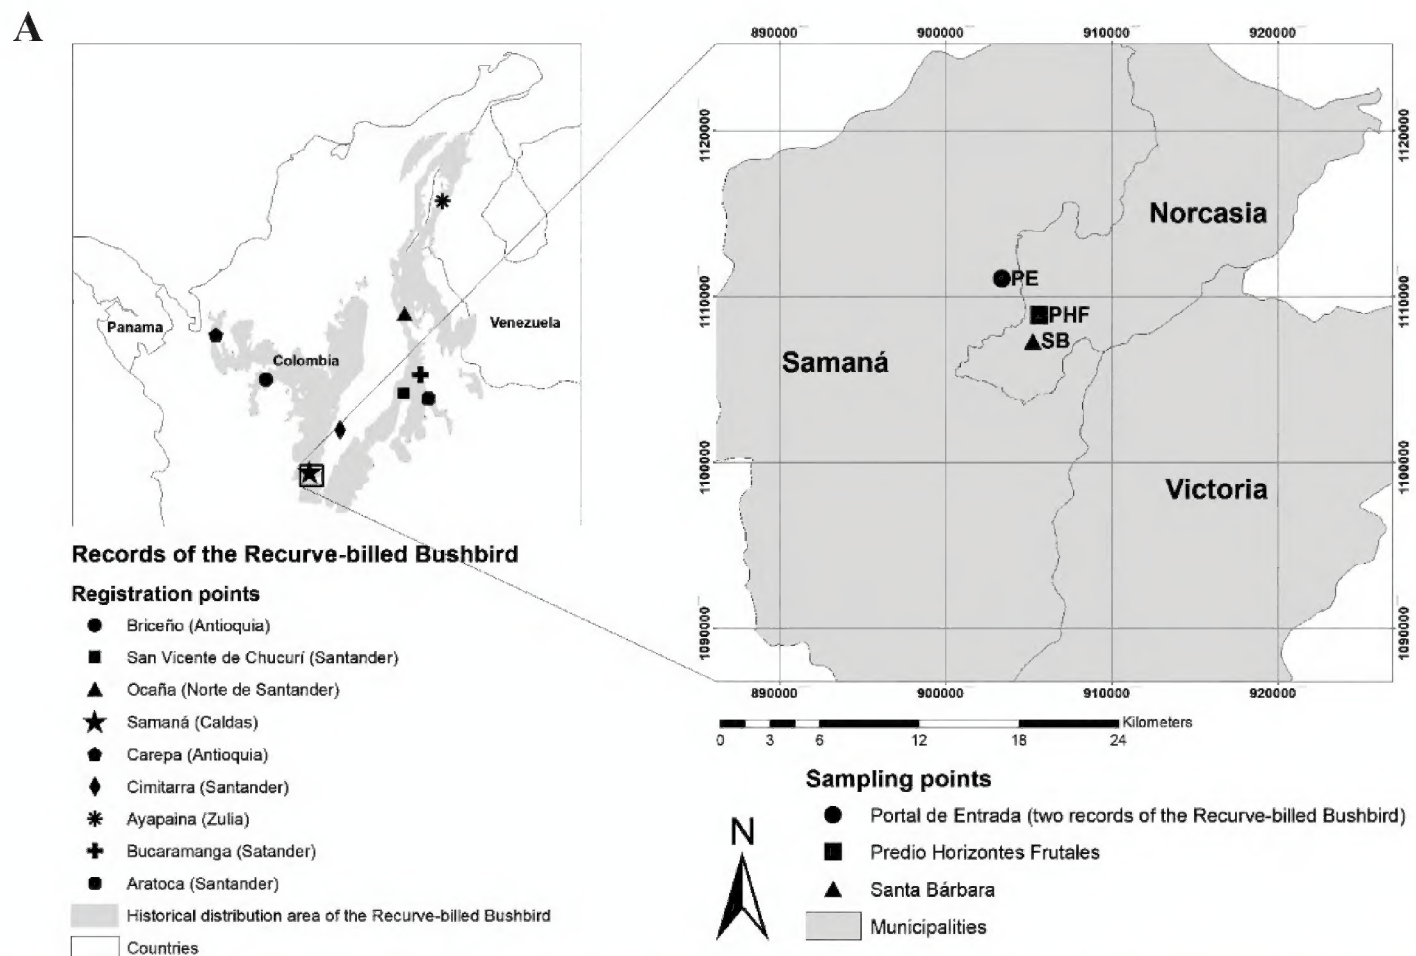 A
Panama
Colombia
Venezuela
Records of the Recurve-billed Bushbird
Registration points
Briceño (Antioquia)
San Vicente de Chucurí (Santander)
Ocaña (Norte de Santander)
Samaná (Caldas)
Carepa (Antioquia)
Cimitarra (Santander)
Ayapaina (Zulia)
Bucaramanga (Satander)
Aratoca (Santander)
Historical distribution area of the Recurve-billed Bushbird
Countries
890000 900000 910000 920000
1120000 1120000
Norcasia
PE
1110000 1110000
PHF
SB
Samaná
1100000 1100000
Victoria
1090000 1090000
890000 900000 910000 920000
Kilometers
0 3 6 12 18 24
Sampling points
N
Portal de Entrada (two records of the Recurve-billed Bushbird)
Predio Horizontes Frutales
Santa Bárbara
Municipalities